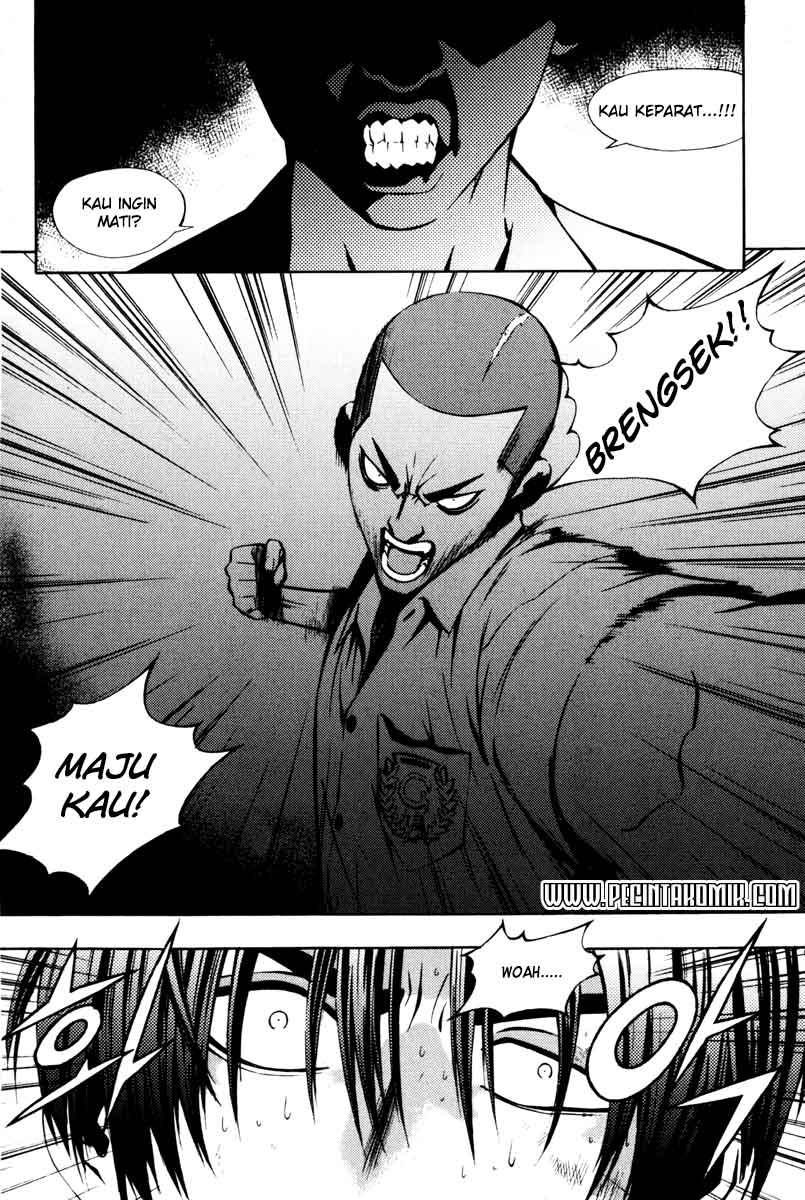 KAU KEPARAT...!!!
KAU INGIN
MATI?
BRENGSEK!!
MAJU
KAU!
WWW.PECINTAKOMIK.COM
WOAH.....